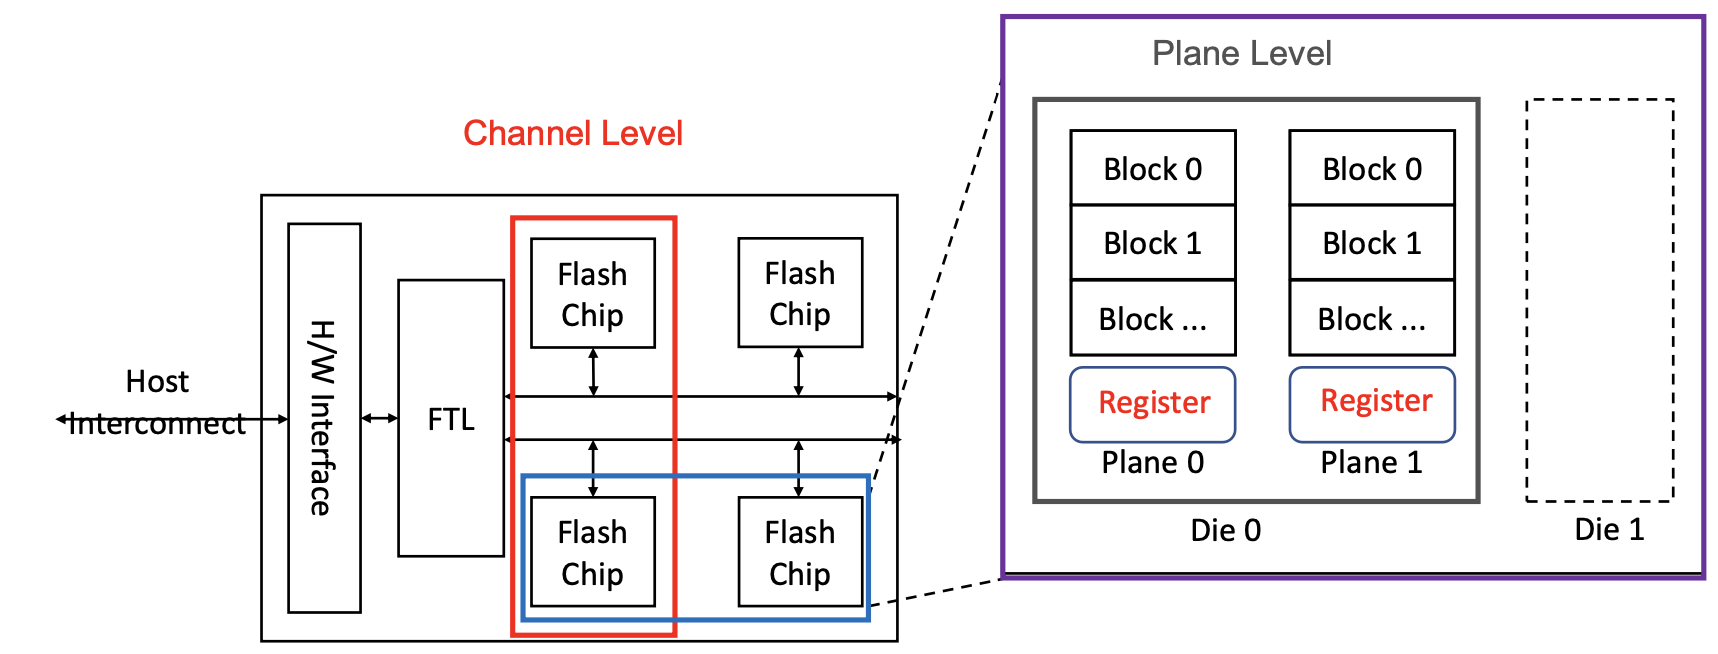 Channel Level
Host
Interconnect
H/W Interface
FTL
Flash
Chip
Flash
Chip
Flash
Chip
Flash
Chip
Plane Level
Block 0
Block 1
Block ...
Register
Plane 0
Block 0
Block 1
Block ...
Register
Plane 1
Die 0
Die 1